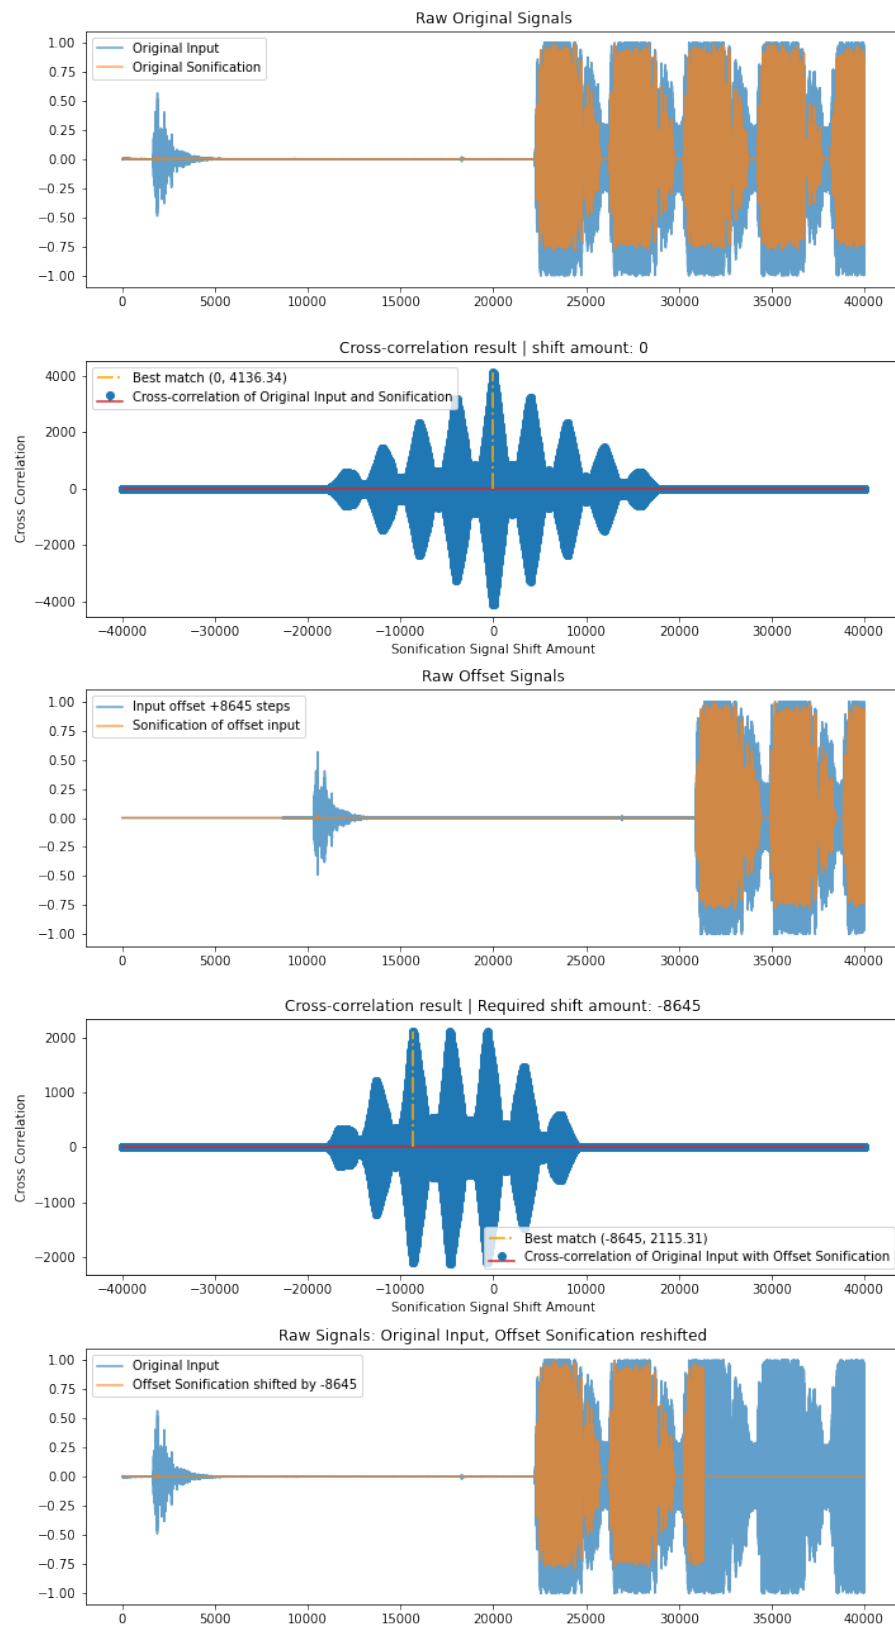 Raw Original Signals
1.00
0.75
0.50
0.25
0.00
−0.25
−0.50
−0.75
−1.00
Original Input
Original Sonification
0 5000 10000 15000 20000 25000 30000 35000 40000
Cross-correlation result | shift amount: 0
Cross Correlation
4000
2000
0
−2000
−4000
Best match (0, 4136.34)
Cross-correlation of Original Input and Sonification
−40000 −30000 −20000 −10000 0 10000 20000 30000 40000
Sonification Signal Shift Amount
Raw Offset Signals
1.00
0.75
0.50
0.25
0.00
−0.25
−0.50
−0.75
−1.00
Input offset +8645 steps
Sonification of offset input
0 5000 10000 15000 20000 25000 30000 35000 40000
Cross-correlation result | Required shift amount: -8645
Cross Correlation
2000
1000
0
−1000
−2000
Best match (-8645, 2115.31)
Cross-correlation of Original Input with Offset Sonification
−40000 −30000 −20000 −10000 0 10000 20000 30000 40000
Sonification Signal Shift Amount
Raw Signals: Original Input, Offset Sonification reshifted
1.00
0.75
0.50
0.25
0.00
−0.25
−0.50
−0.75
−1.00
Original Input
Offset Sonification shifted by -8645
0 5000 10000 15000 20000 25000 30000 35000 40000